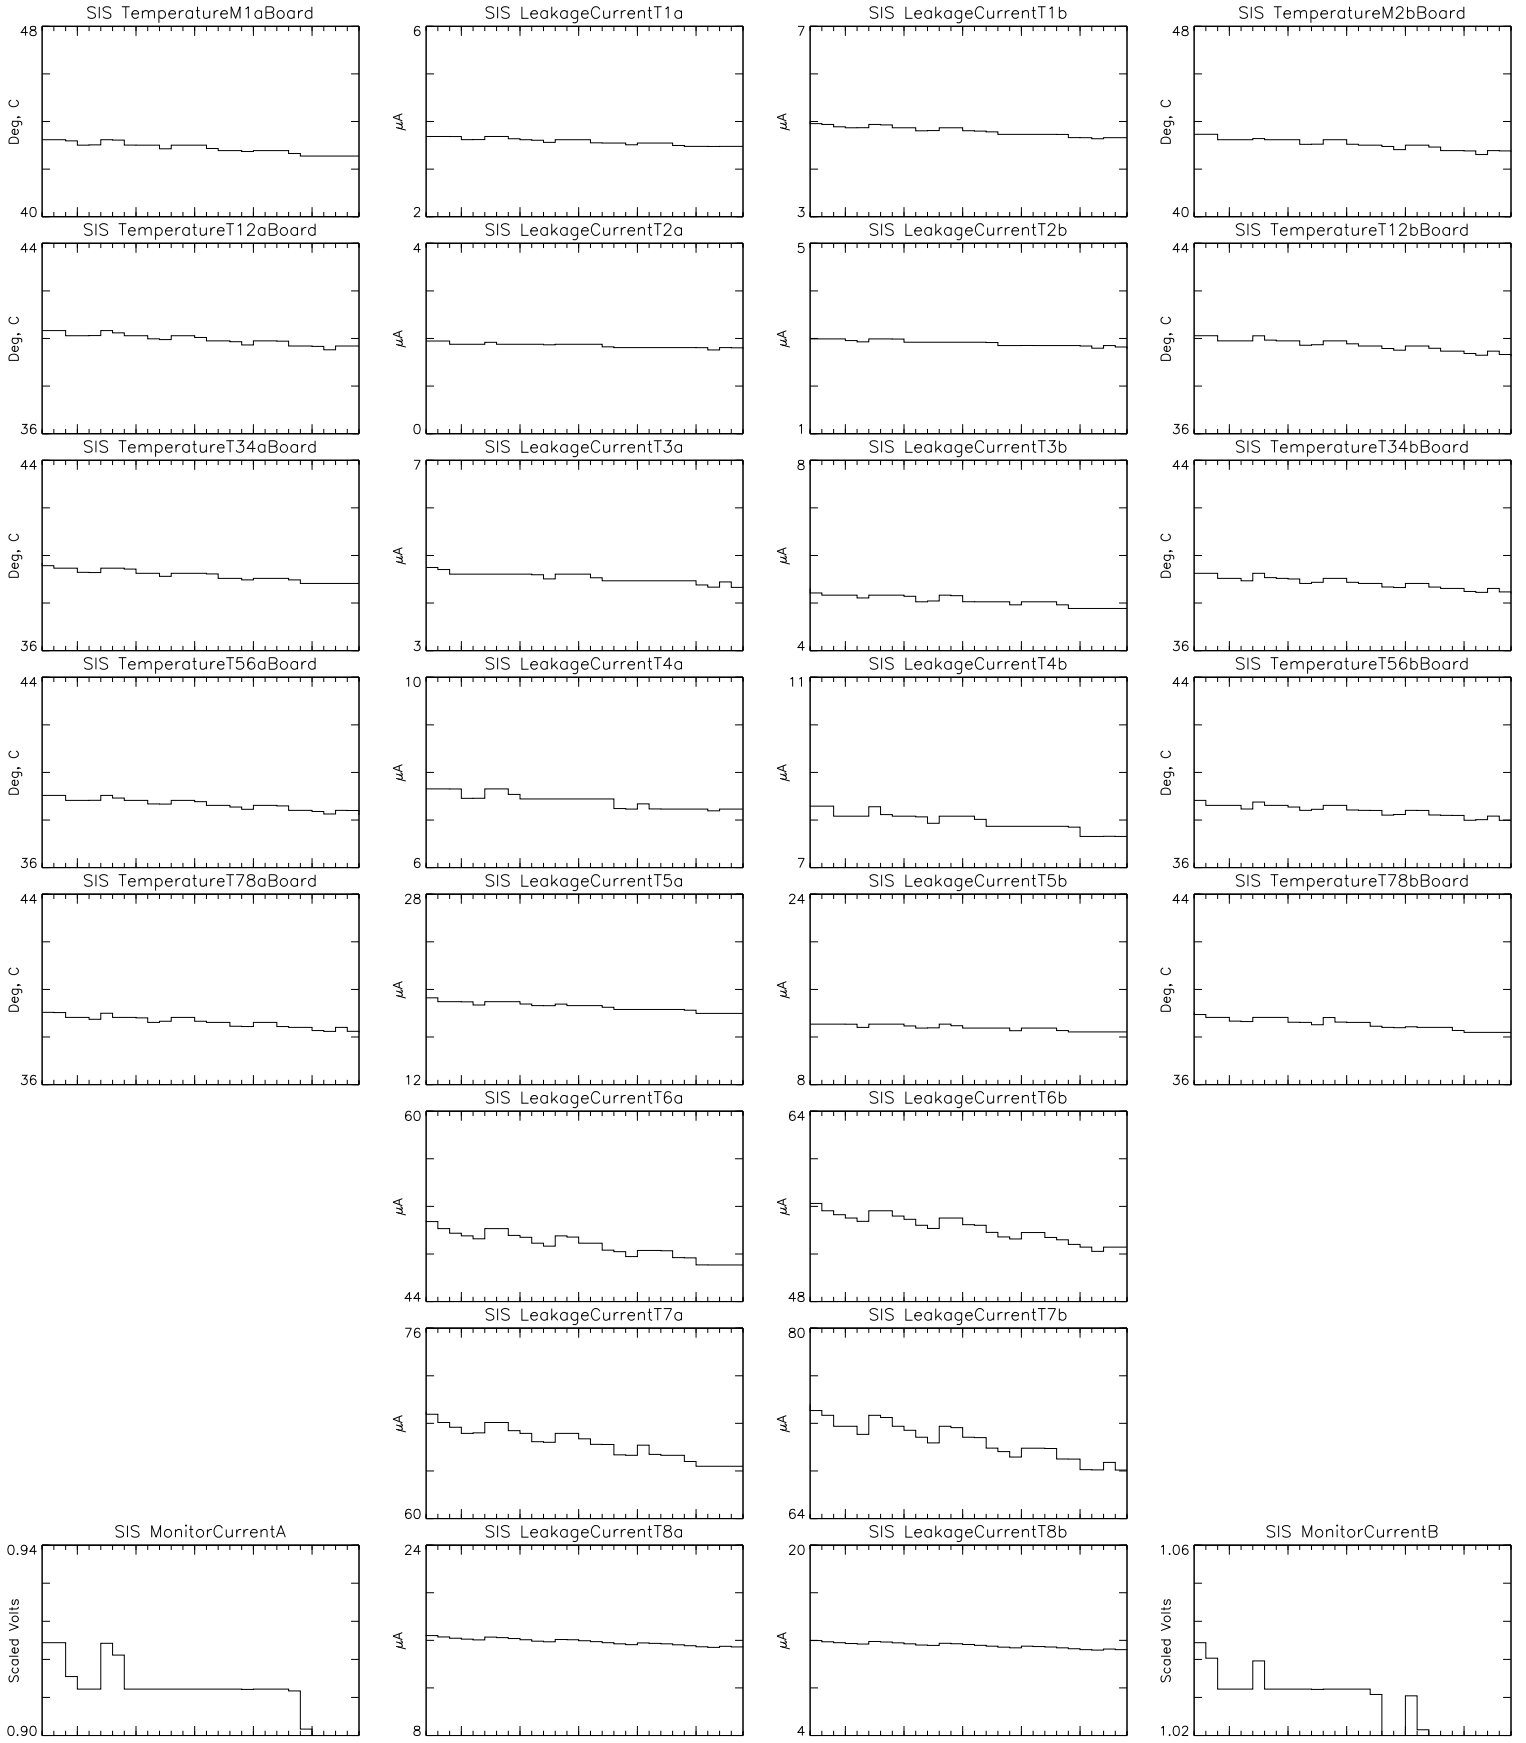 SIS TemperatureM1aBoard
SIS LeakageCurrentT1a
SIS LeakageCurrentT1b
SIS TemperatureM2bBoard
48
Deg, C
40
6
μA
2
7
μA
3
48
Deg, C
40
SIS TemperatureT12aBoard
SIS LeakageCurrentT2a
SIS LeakageCurrentT2b
SIS TemperatureT12bBoard
44
Deg, C
36
4
μA
0
5
μA
1
44
Deg, C
36
SIS TemperatureT34aBoard
SIS LeakageCurrentT3a
SIS LeakageCurrentT3b
SIS TemperatureT34bBoard
44
Deg, C
36
7
μA
3
8
μA
4
44
Deg, C
36
SIS TemperatureT56aBoard
SIS LeakageCurrentT4a
SIS LeakageCurrentT4b
SIS TemperatureT56bBoard
44
Deg, C
36
10
μA
6
11
μA
7
44
Deg, C
36
SIS TemperatureT78aBoard
SIS LeakageCurrentT5a
SIS LeakageCurrentT5b
SIS TemperatureT78bBoard
44
Deg, C
36
28
μA
12
24
μA
8
44
Deg, C
36
SIS LeakageCurrentT6a
SIS LeakageCurrentT6b
60
μA
44
64
μA
48
SIS LeakageCurrentT7a
SIS LeakageCurrentT7b
76
μA
60
80
μA
64
SIS MonitorCurrentA
SIS LeakageCurrentT8a
SIS LeakageCurrentT8b
SIS MonitorCurrentB
0.94
Scaled Volts
0.90
24
μA
8
20
μA
4
1.06
Scaled Volts
1.02